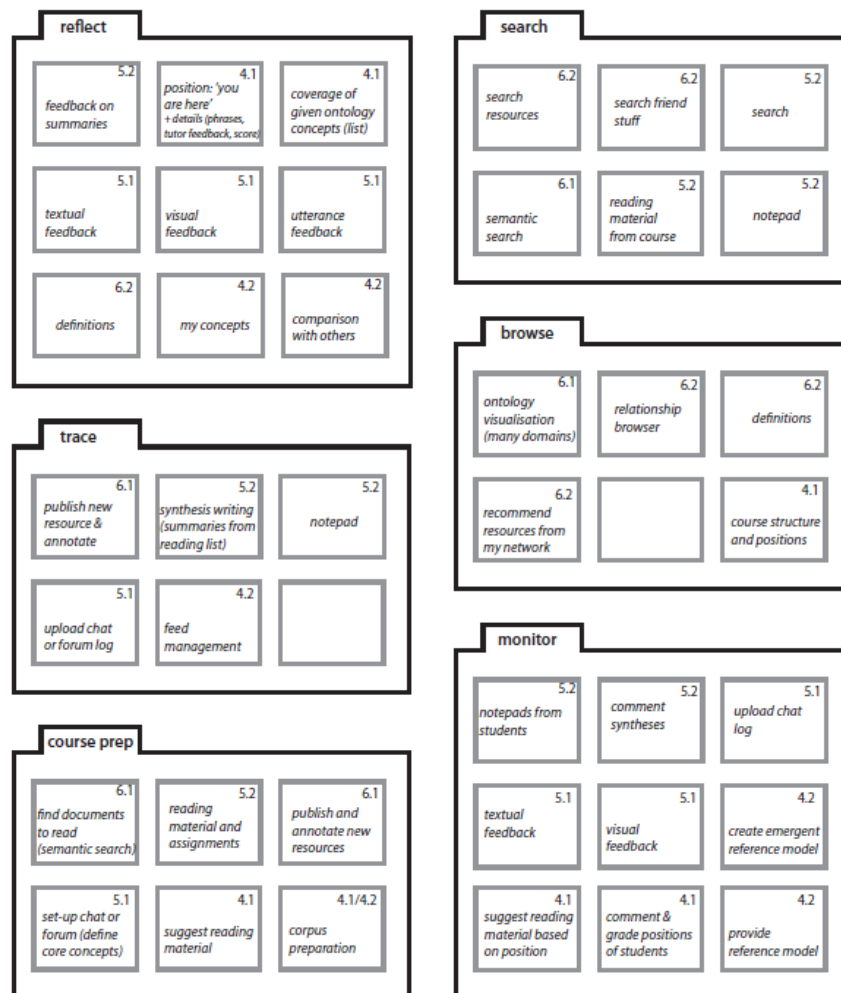 reflect
5.2
feedback on
summaries
4.1
position: 'you
are here'
+ details (phrases,
tutor feedback, score)
4.1
coverage of
given ontology
concepts (list)
5.1
textual
feedback
5.1
visual
feedback
5.1
utterance
feedback
6.2
definitions
4.2
my concepts
4.2
comparison
with others
trace
6.1
publish new
resource &
annotate
5.2
synthesis writing
(summaries from
reading list)
5.2
notepad
5.1
upload chat
or forum log
4.2
feed
management
course prep
6.1
find documents
to read
(semantic search)
5.2
reading
material and
assignments
6.1
publish and
annotate new
resources
5.1
set-up chat or
forum (define
core concepts)
4.1
suggest reading
material
4.1/4.2
corpus
preparation
search
6.2
search
resources
6.2
search friend
stuff
5.2
search
6.1
semantic
search
5.2
reading
material
from course
5.2
notepad
browse
6.1
ontology
visualisation
(many domains)
6.2
relationship
browser
6.2
definitions
6.2
recommend
resources from
my network
4.1
course structure
and positions
monitor
5.2
notepads from
students
5.2
comment
syntheses
5.1
upload chat
log
5.1
textual
feedback
5.1
visual
feedback
4.2
create emergent
reference model
4.1
suggest reading
material based
on position
4.1
comment &
grade positions
of students
4.2
provide
reference model